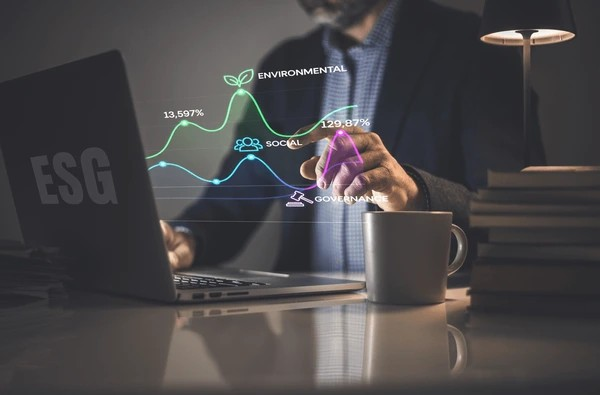 ENVIRONMENTAL
13,597%
129,87%
SOCIAL
ESG
GOVERNANCE